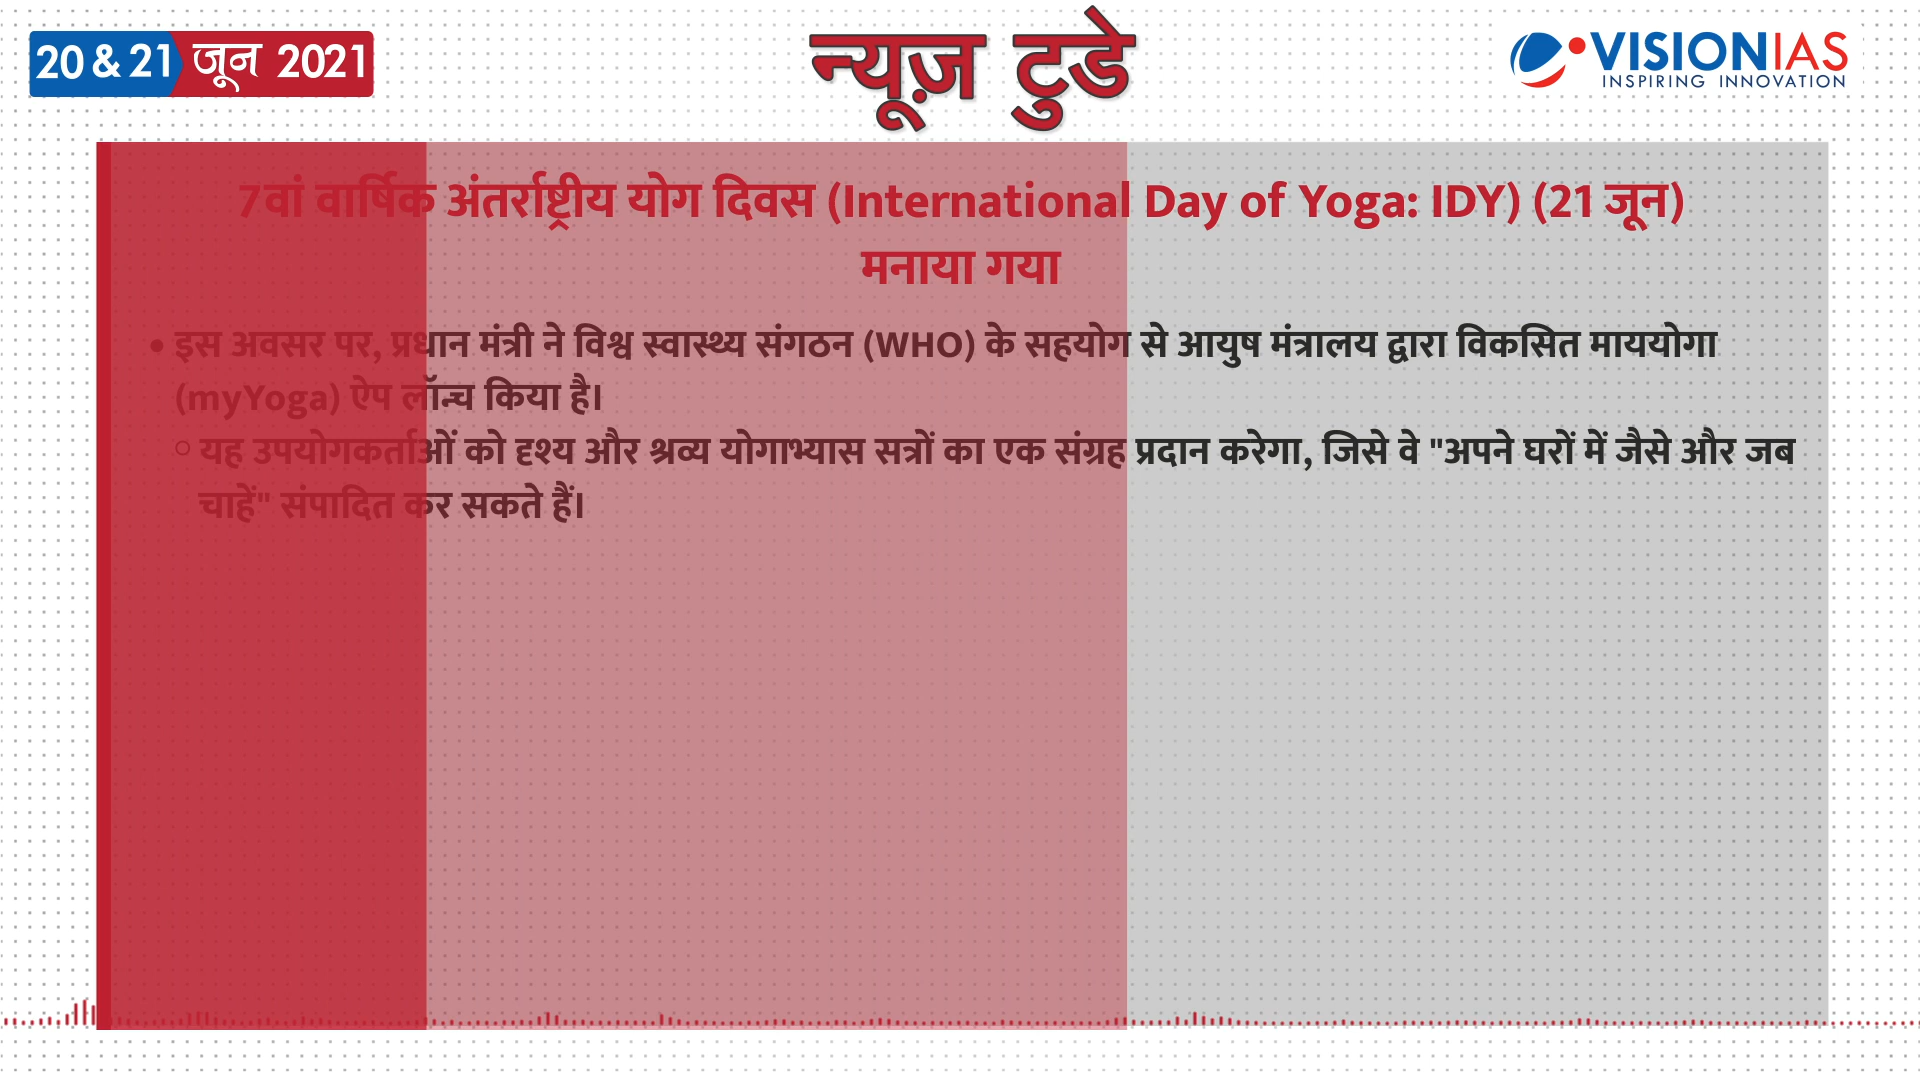 20 & 21 जून 2021
न्यूज़ टुडे
VISIONIAS
INSPIRING INNOVATION
7वां वार्षिक अंतर्राष्ट्रीय योग दिवस (International Day of Yoga: IDY) (21 जून)
मनाया गया
• इस अवसर पर, प्रधान मंत्री ने विश्व स्वास्थ्य संगठन (WHO) के सहयोग से आयुष मंत्रालय द्वारा विकसित माययोगा
(myYoga) ऐप लॉन्च किया है।
○ यह उपयोगकर्ताओं को दृश्य और श्रव्य योगाभ्यास सत्रों का एक संग्रह प्रदान करेगा, जिसे वे "अपने घरों में जैसे और जब
चाहें" संपादित कर सकते हैं।